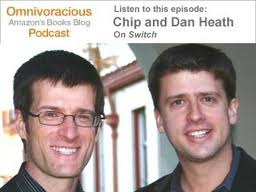 Omnivoracious
Amazon's Books Blog
Podcast
Listen to this episode:
Chip and Dan Heath
On Switch